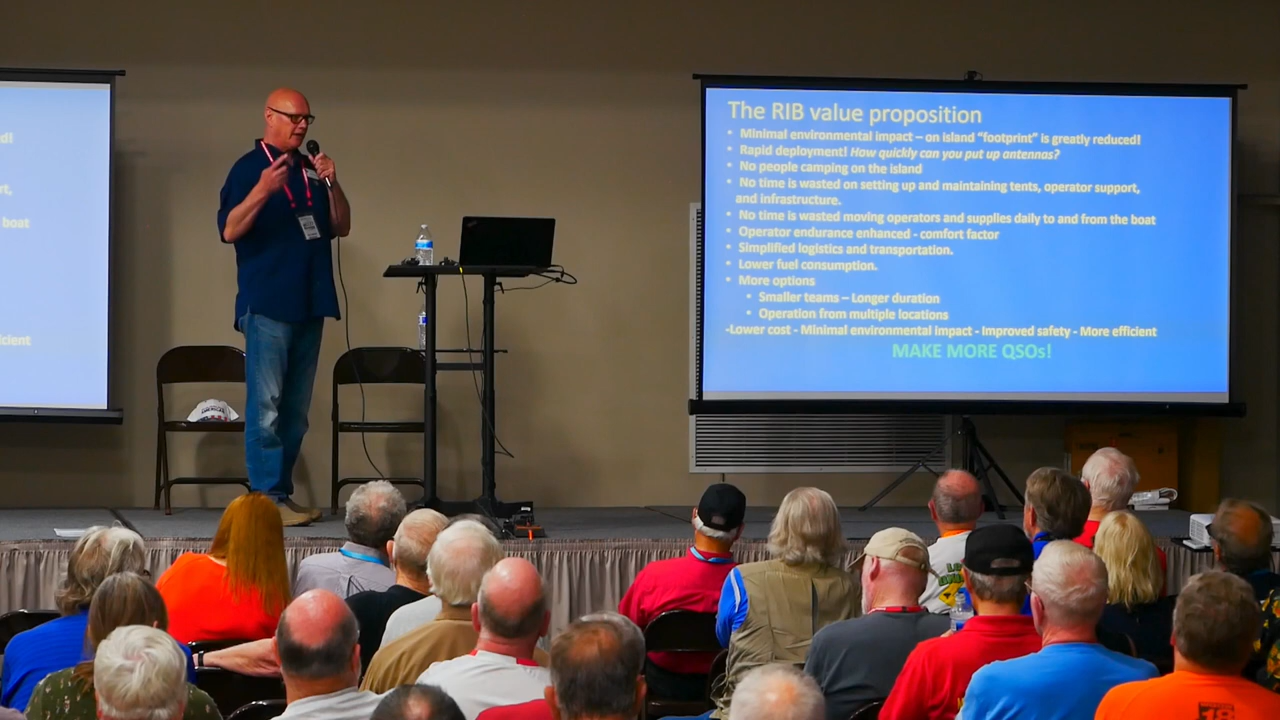 d!
rt,
boat
icient
The RIB value proposition
• Minimal environmental impact – on island “footprint” is greatly reduced!
• Rapid deployment! How quickly can you put up antennas?
• No people camping on the island
• No time is wasted on setting up and maintaining tents, operator support,
and infrastructure.
• No time is wasted moving operators and supplies daily to and from the boat
• Operator endurance enhanced - comfort factor
• Simplified logistics and transportation.
• Lower fuel consumption.
• More options
• Smaller teams – Longer duration
• Operation from multiple locations
-Lower cost - Minimal environmental impact - Improved safety - More efficient
MAKE MORE QSOs!
78